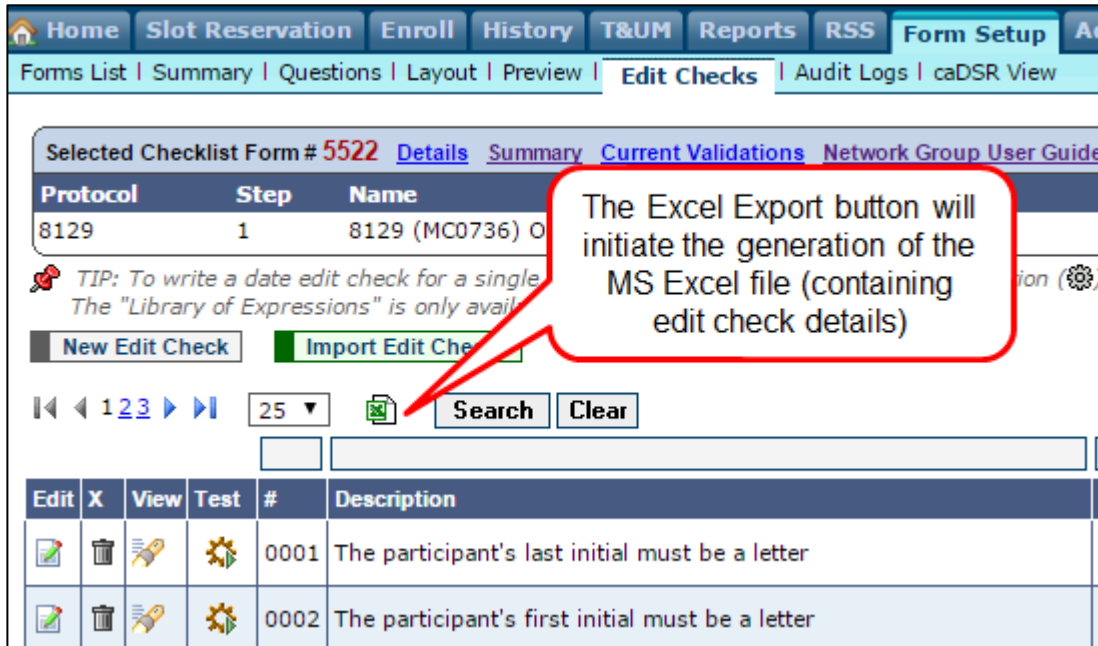 Home Slot Reservation Enroll History T&UM Reports RSS Form Setup
Forms List | Summary | Questions | Layout | Preview | Edit Checks | Audit Logs | caDSR View
Selected Checklist Form # 5522 Details Summary Current Validations Network Group User Guide
Protocol Step Name
8129 1 8129 (MC0736) O
The Excel Export button will
initiate the generation of the
MS Excel file (containing
edit check details)
TIP: To write a date edit check for a single
The "Library of Expressions" is only
New Edit Check Import Edit
1 2 3 25 Search Clear
Edit X View Test # Description
0001 The participant's last initial must be a letter
0002 The participant's first initial must be a letter